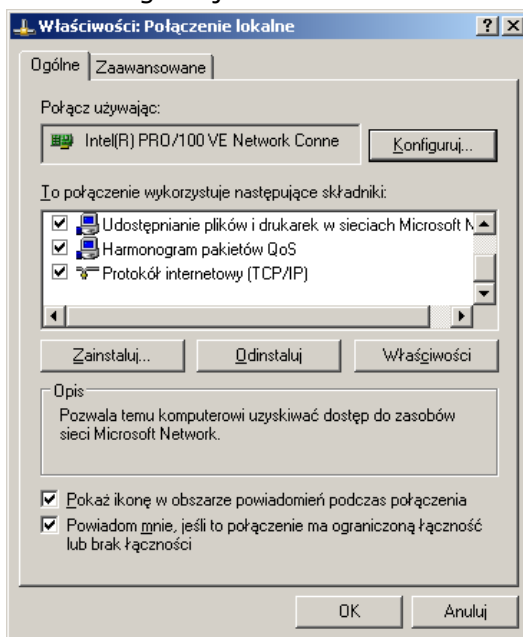 Właściwości: Połączenie lokalne
Ogólne
Zaawansowane
Połącz używając:
Intel(R) PRO/100 VE Network Conne
Konfiguruj...
To połączenie wykorzystuje następujące składniki:
Udostępnianie plików i drukarek w sieciach Microsoft N
Harmonogram pakietów QoS
Protokół internetowy (TCP/IP)
Zainstaluj...
Odinstaluj
Właściwości
Opis
Pozwala temu komputerowi uzyskiwać dostęp do zasobów
sieci Microsoft Network.
Pokaż ikonę w obszarze powiadomień podczas połączenia
Powiadom mnie, jeśli to połączenie ma ograniczoną łączność
lub brak łączności
OK
Anuluj